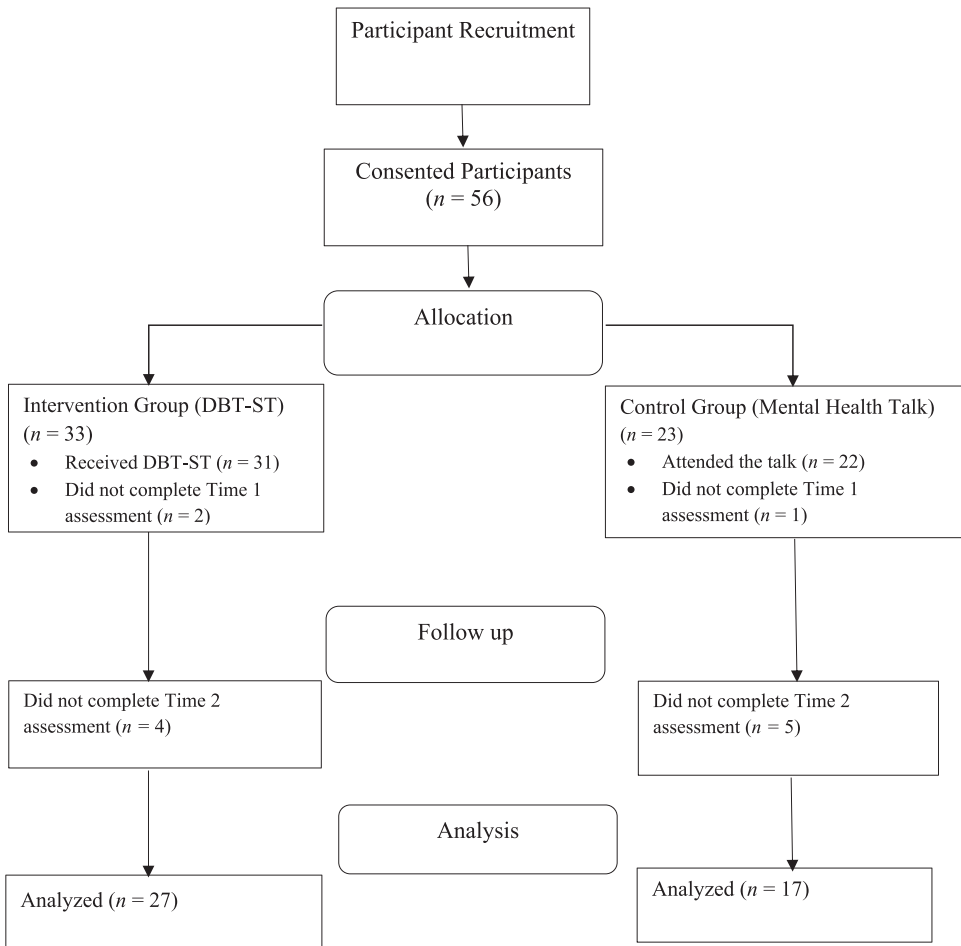 Participant Recruitment
Consented Participants
(n = 56)
Allocation
Intervention Group (DBT-ST)
(n = 33)
• Received DBT-ST (n = 31)
• Did not complete Time 1
assessment (n = 2)
Control Group (Mental Health Talk)
(n = 23)
• Attended the talk (n = 22)
• Did not complete Time 1
assessment (n = 1)
Follow up
Did not complete Time 2
assessment (n = 4)
Did not complete Time 2
assessment (n = 5)
Analysis
Analyzed (n = 27)
Analyzed (n = 17)